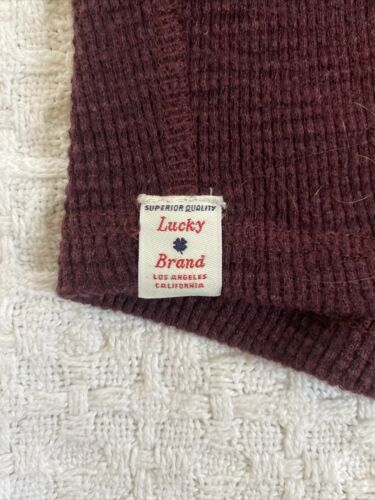 SUPERIOR QUALITY
Lucky
Brand
LOS ANGELES
CALIFORNIA